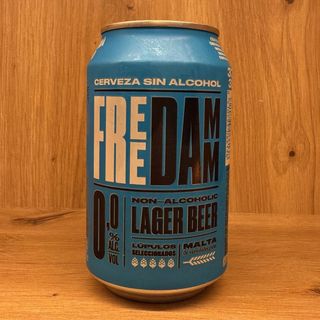 CERVEZA SIN ALCOHOL
FREE DAMM
NON-ALCOHOLIC
LAGER BEER
0,0
% ALC.
VOL
LÚPULOS
SELECCIONADOS
MALTA